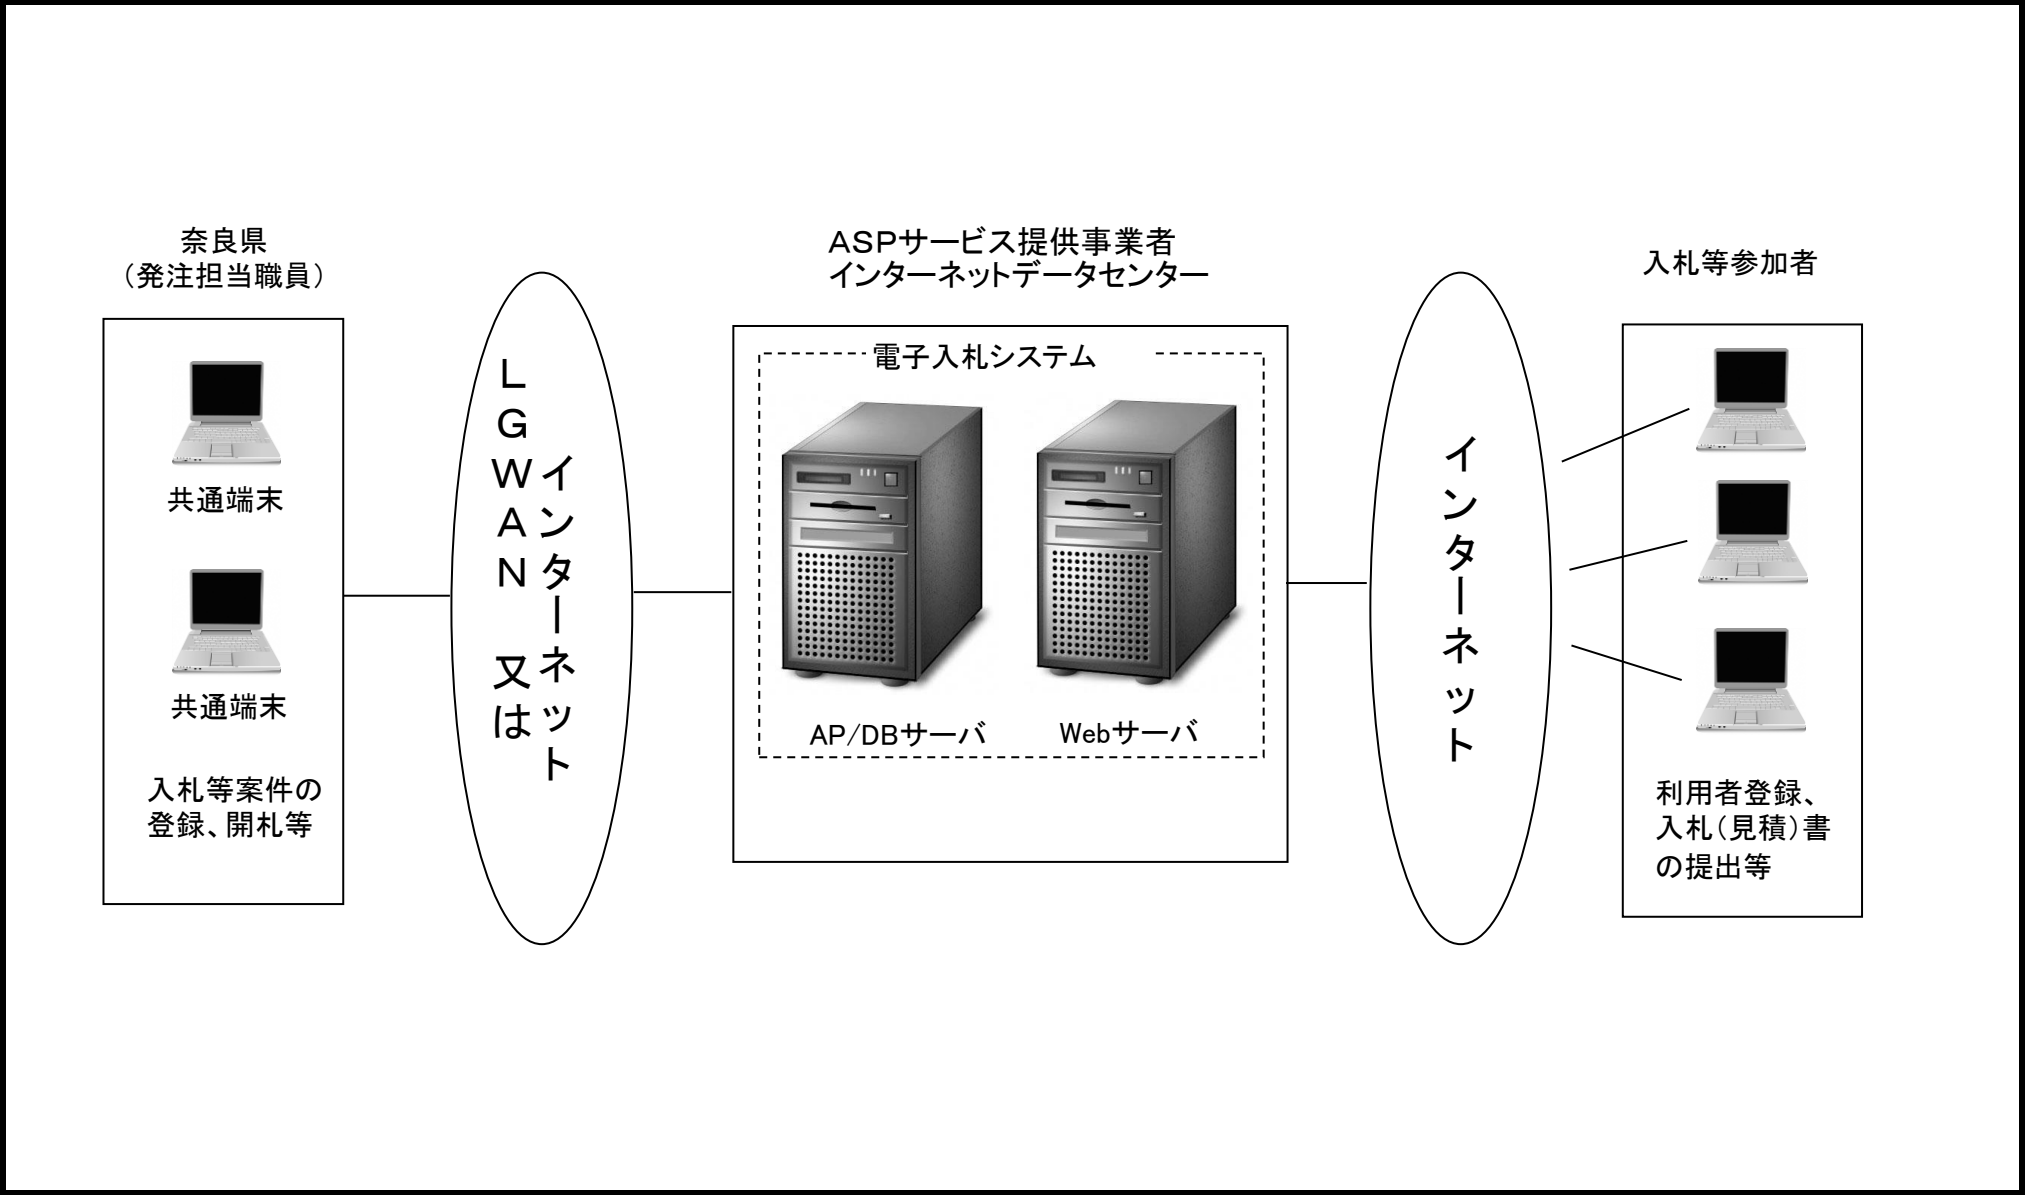 奈良県
（発注担当職員）
共通端末
共通端末
入札等案件の
登録、開札等
ＬＧＷＡＮ　又は
インターネット
ＡＳＰサービス提供事業者
インターネットデータセンター
電子入札システム
AP/DBサーバ
Webサーバ
インターネット
入札等参加者
利用者登録、
入札（見積）書
の提出等